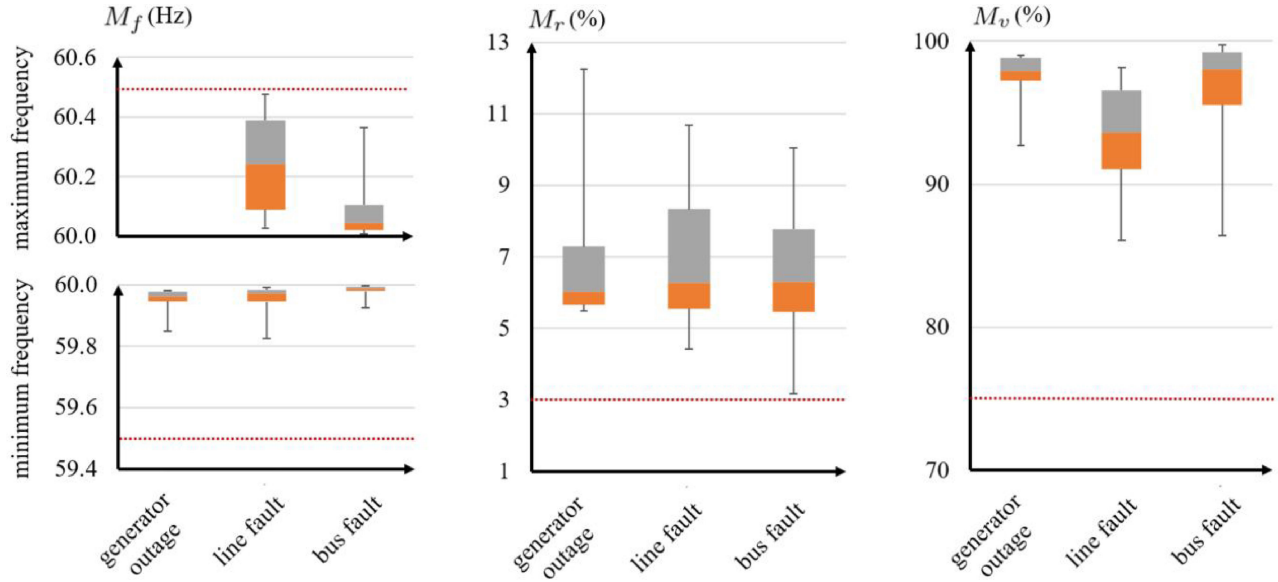 M_f (Hz)
maximum frequency
60.6
60.4
60.2
60.0
minimum frequency
60.0
59.8
59.6
59.4
generator
outage
line fault
bus fault
M_r (%)
13
11
9
7
5
3
1
generator
outage
line fault
bus fault
M_v (%)
100
90
80
70
generator
outage
line fault
bus fault